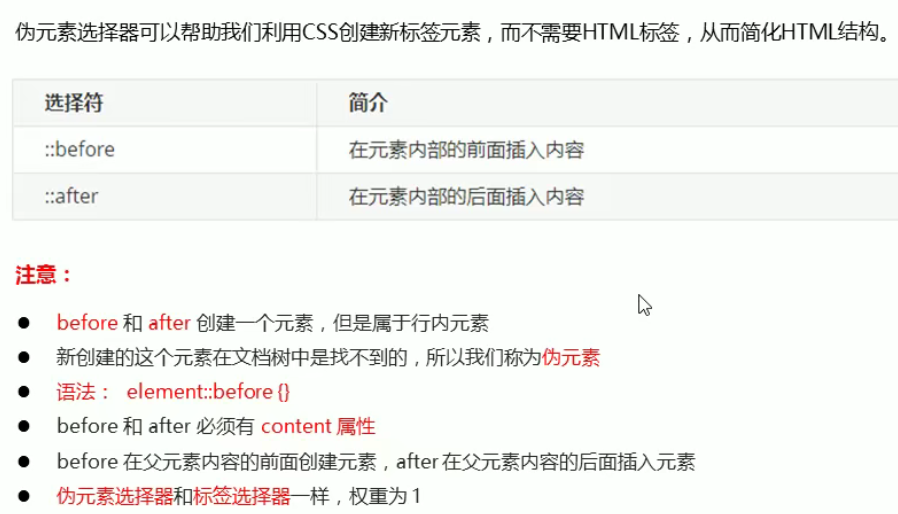 伪元素选择器可以帮助我们利用CSS创建新标签元素，而不需要HTML标签，从而简化HTML结构。
选择符 简介
::before 在元素内部的前面插入内容
::after 在元素内部的后面插入内容
注意：
● before 和 after 创建一个元素，但是属于行内元素
● 新创建的这个元素在文档树中是找不到的，所以我们称为伪元素
● 语法： element::before {}
● before 和 after 必须有 content 属性
● before 在父元素内容的前面创建元素，after 在父元素内容的后面插入元素
● 伪元素选择器和标签选择器一样，权重为 1